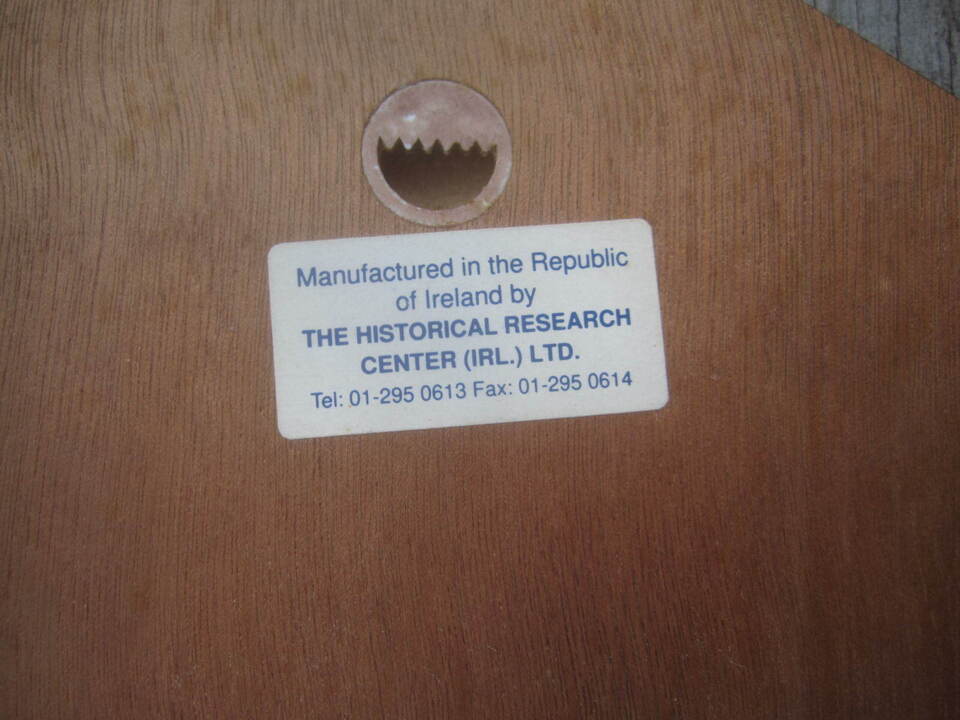 Manufactured in the Republic
of Ireland by
THE HISTORICAL RESEARCH
CENTER (IRL.) LTD.
Tel: 01-295 0613 Fax: 01-295 0614